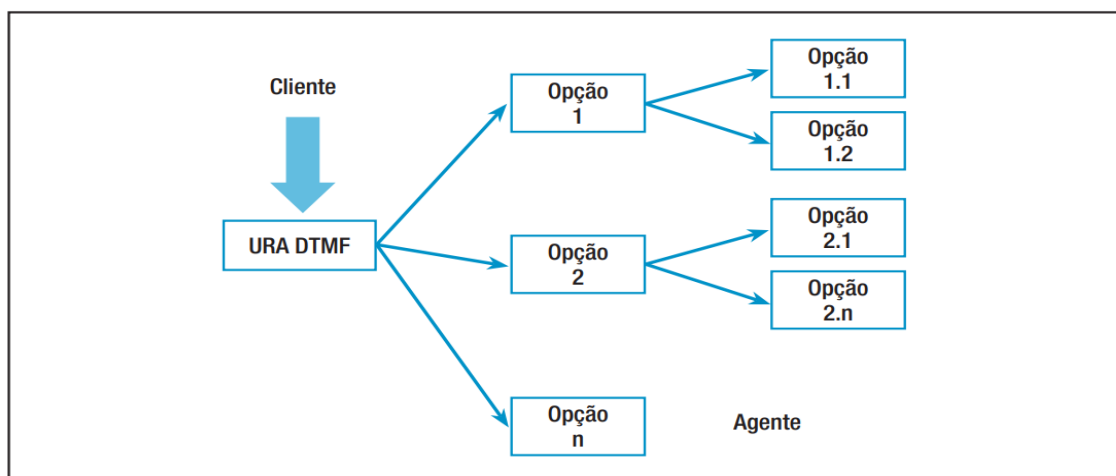 Cliente
URA DTMF
Opção
1
Opção
1.1
Opção
1.2
Opção
2
Opção
2.1
Opção
2.n
Opção
n
Agente